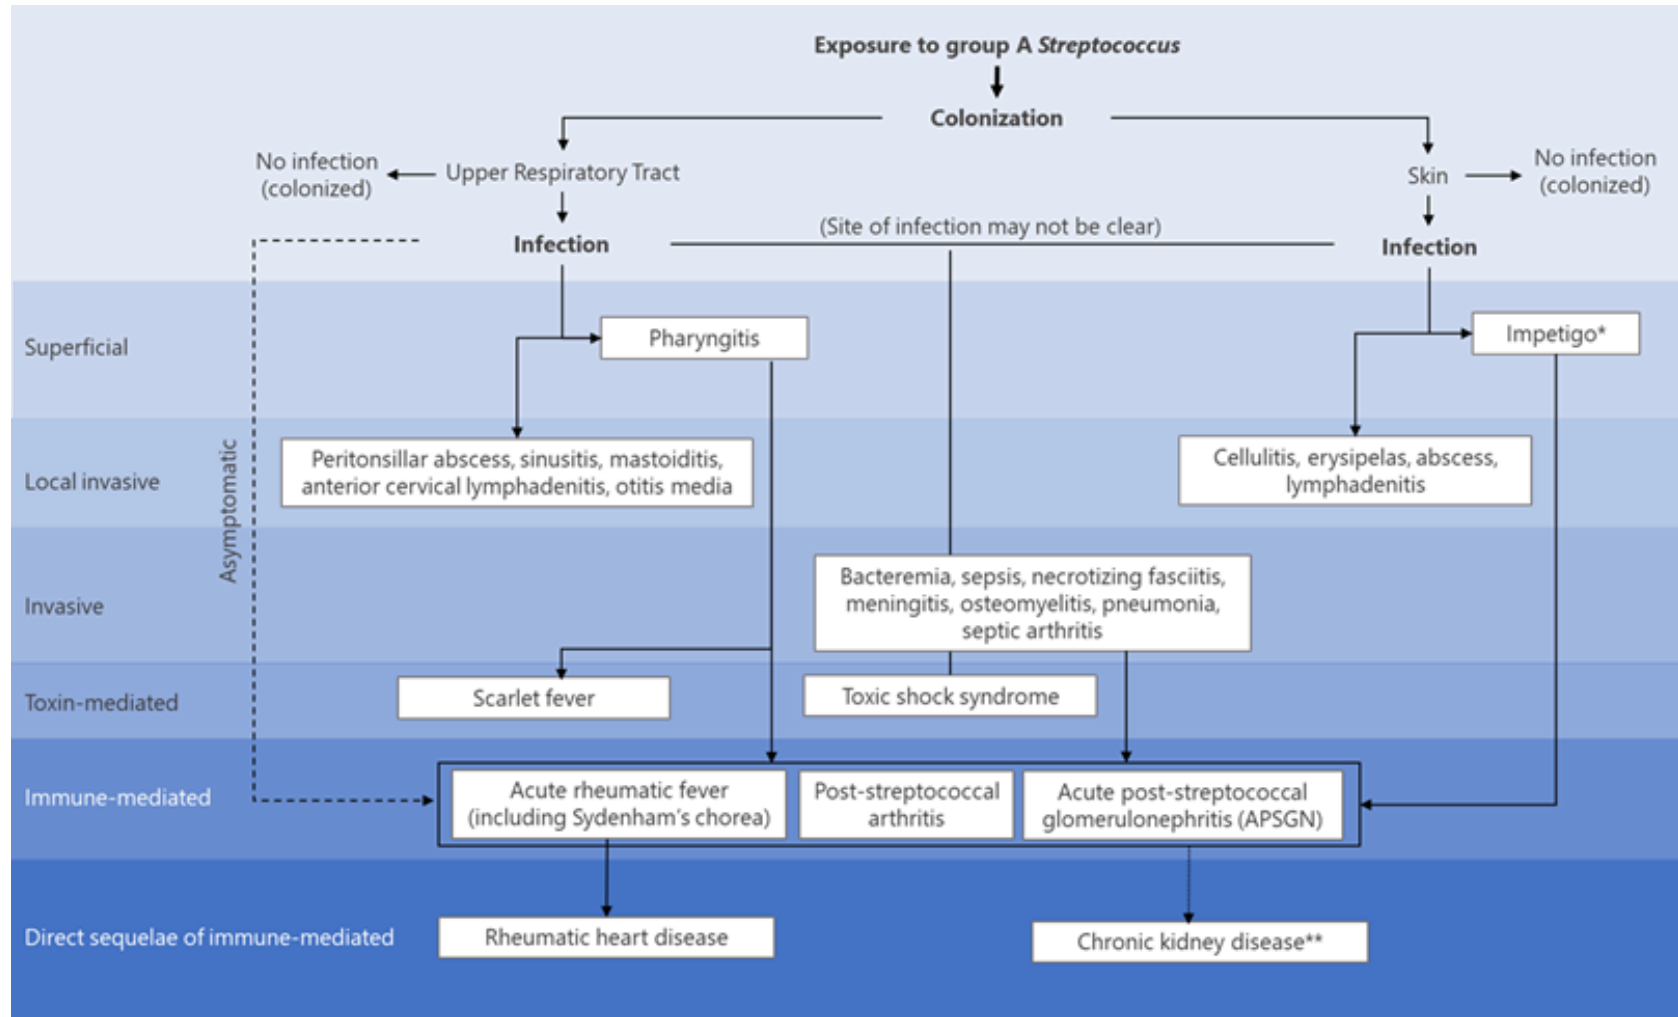 Exposure to group A Streptococcus
Colonization
No infection
(colonized)
Upper Respiratory Tract
Skin
No infection
(colonized)
(Site of infection may not be clear)
Infection
Infection
Superficial
Pharyngitis
Impetigo*
Asymptomatic
Local invasive
Peritonsillar abscess, sinusitis, mastoiditis,
anterior cervical lymphadenitis, otitis media
Cellulitis, erysipelas, abscess,
lymphadenitis
Invasive
Bacteremia, sepsis, necrotizing fasciitis,
meningitis, osteomyelitis, pneumonia,
septic arthritis
Toxin-mediated
Scarlet fever
Toxic shock syndrome
Immune-mediated
Acute rheumatic fever
(including Sydenham's chorea)
Post-streptococcal
arthritis
Acute post-streptococcal
glomerulonephritis (APSGN)
Direct sequelae of immune-mediated
Rheumatic heart disease
Chronic kidney disease**